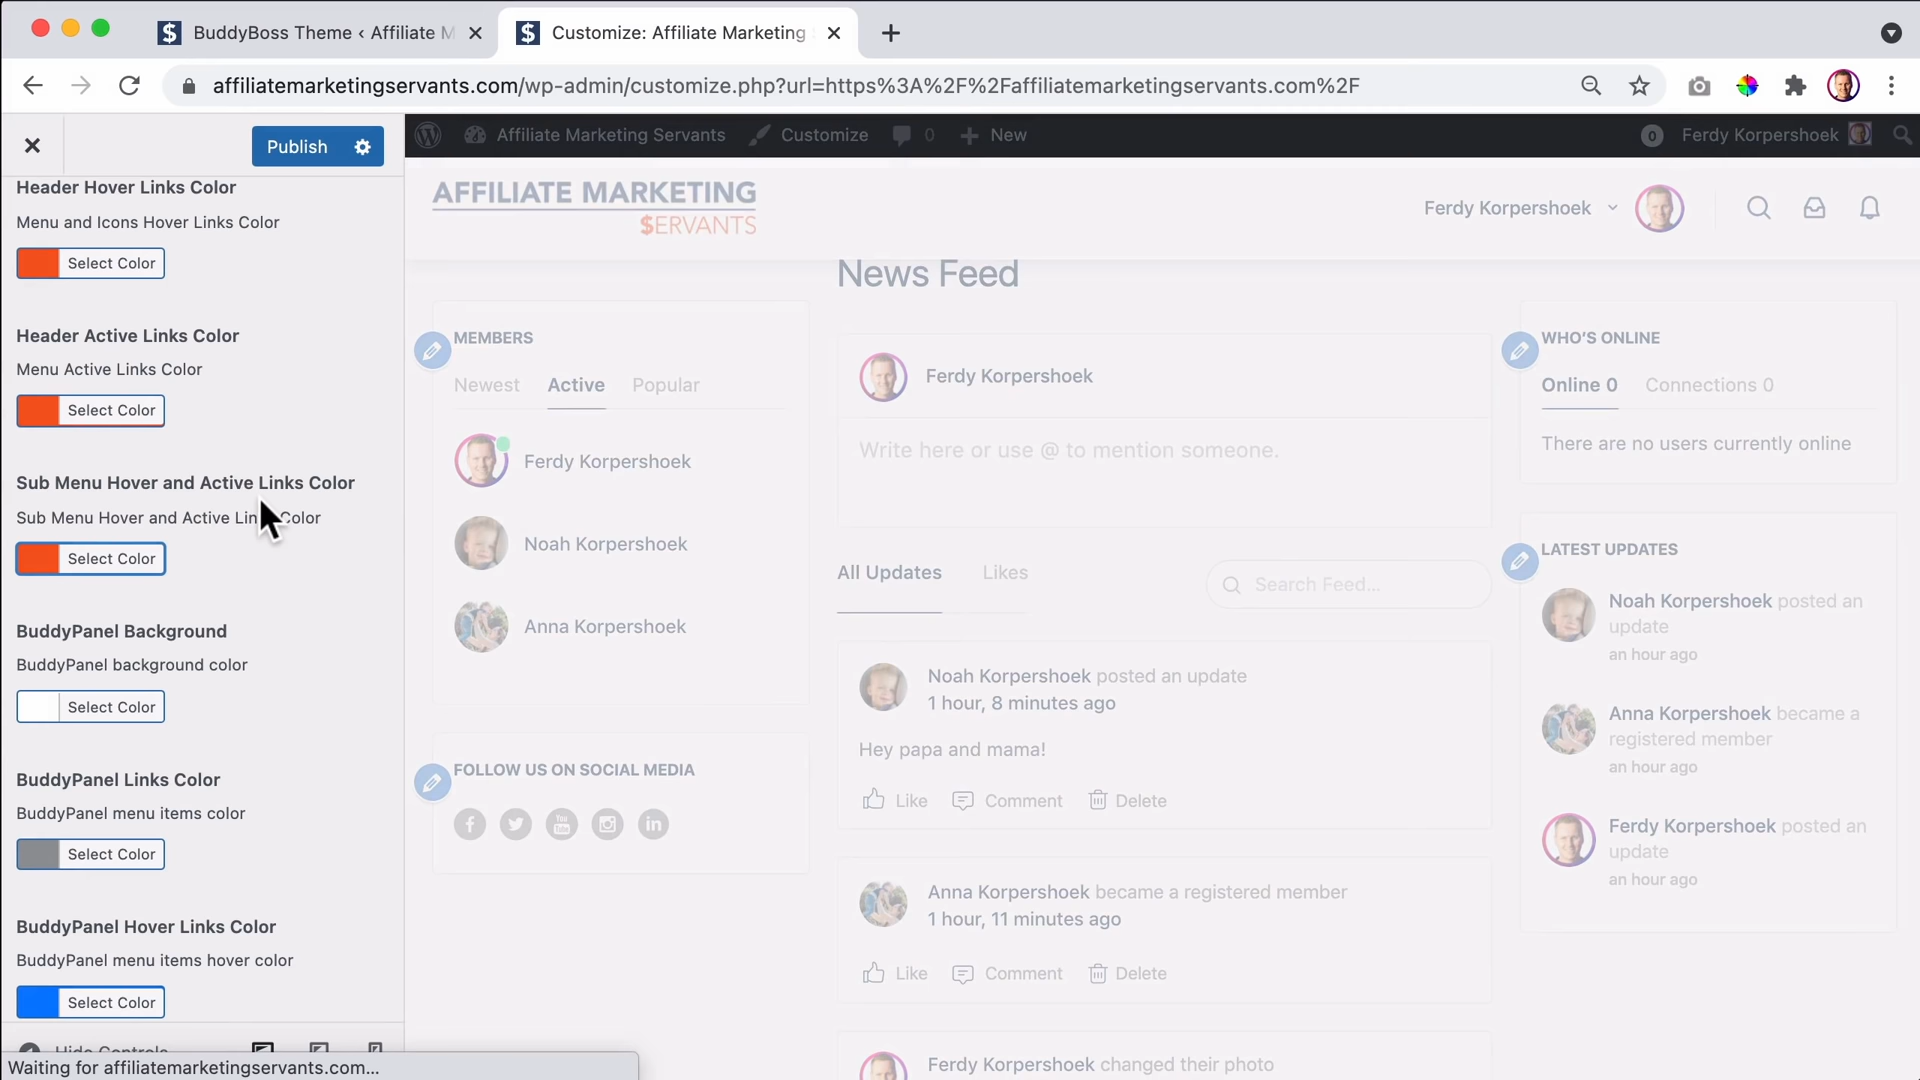 BuddyBoss Theme ‹ Affiliate M
Customize: Affiliate Marketing
affiliatemarketingservants.com/wp-admin/customize.php?url=https%3A%2F%2Faffiliatemarketingservants.com%2F
Publish
Affiliate Marketing Servants
Customize
0
New
0
Ferdy Korpershoek
Header Hover Links Color
Menu and Icons Hover Links Color
Select Color
Header Active Links Color
Menu Active Links Color
Select Color
Sub Menu Hover and Active Links Color
Sub Menu Hover and Active Lin Color
Select Color
BuddyPanel Background
BuddyPanel background color
Select Color
BuddyPanel Links Color
BuddyPanel menu items color
Select Color
BuddyPanel Hover Links Color
BuddyPanel menu items hover color
Select Color
Hide Controls
Waiting for affiliatemarketingservants.com...
AFFILIATE MARKETING
$ERVANTS
Ferdy Korpershoek
News Feed
MEMBERS
Newest Active Popular
Ferdy Korpershoek
Noah Korpershoek
Anna Korpershoek
FOLLOW US ON SOCIAL MEDIA
You
Tube
in
Ferdy Korpershoek
Write here or use @ to mention someone.
All Updates Likes
Search Feed...
Noah Korpershoek posted an update
1 hour, 8 minutes ago
Hey papa and mama!
Like Comment Delete
Anna Korpershoek became a registered member
1 hour, 11 minutes ago
Like Comment Delete
Ferdy Korpershoek changed their photo
WHO'S ONLINE
Online 0 Connections 0
There are no users currently online
LATEST UPDATES
Noah Korpershoek posted an
update
an hour ago
Anna Korpershoek became a
registered member
an hour ago
Ferdy Korpershoek posted an
update
an hour ago